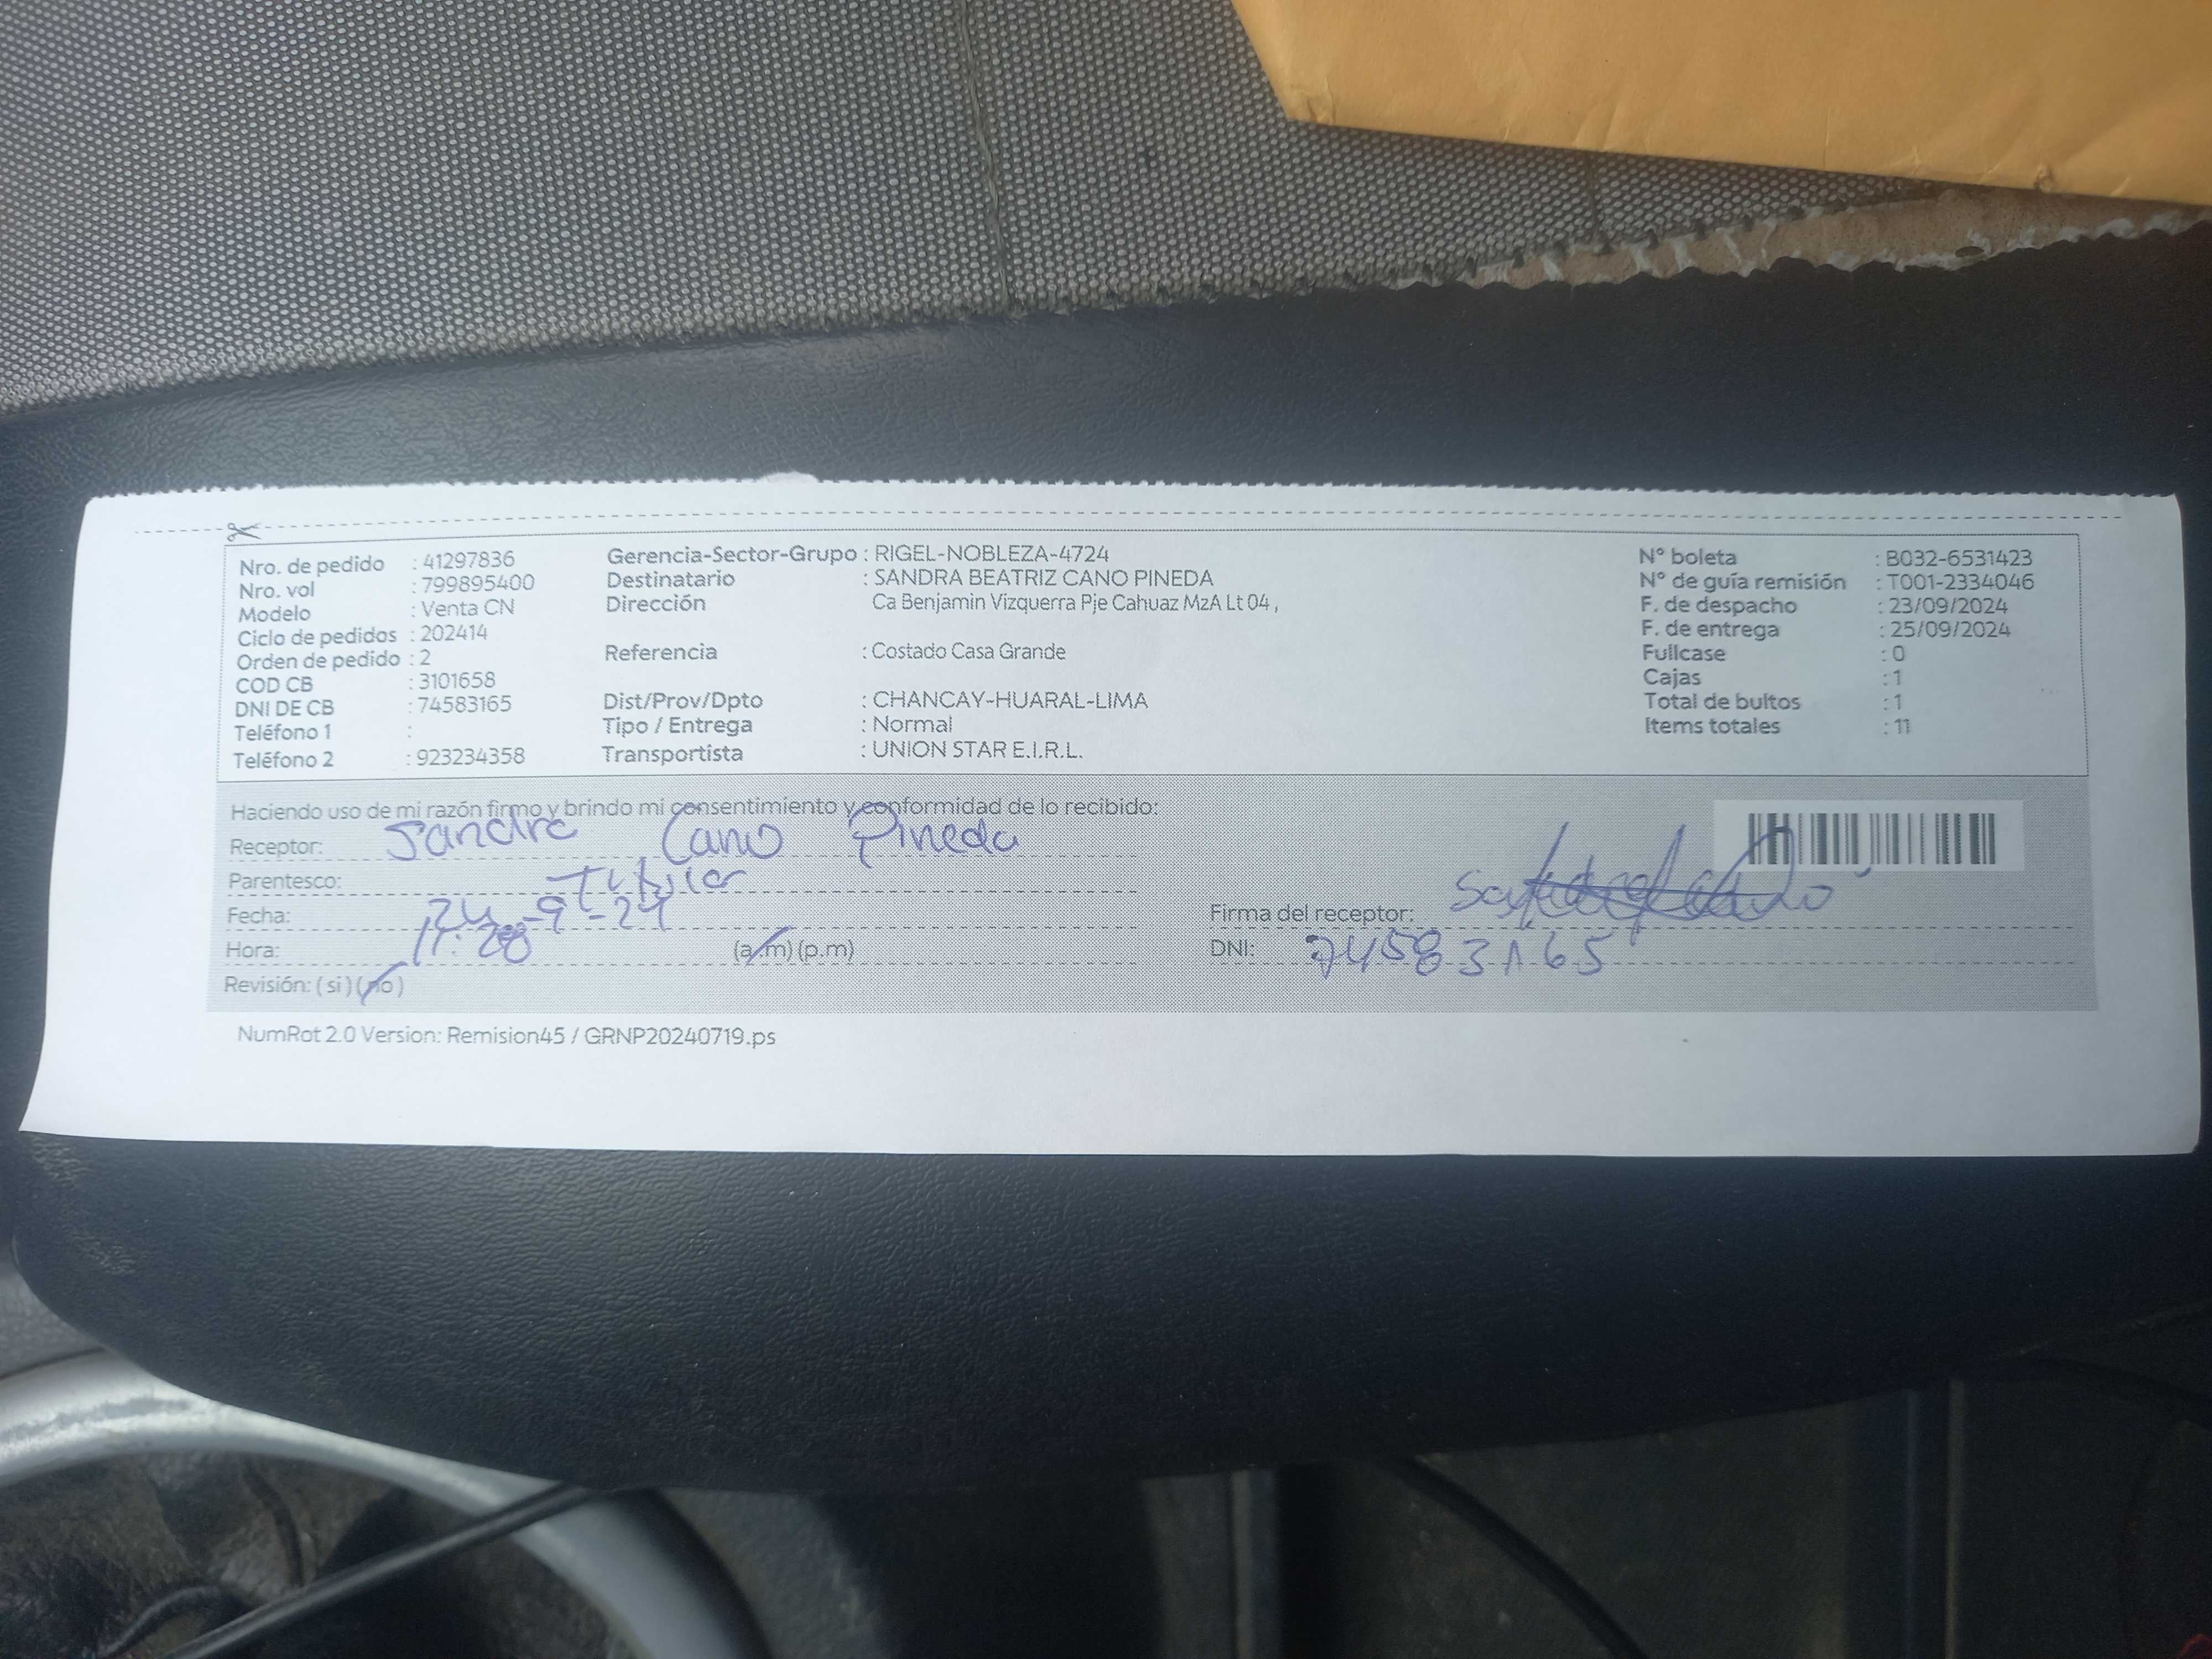 Nro. de pedido : 41297836
Nro. vol : 799895400
Modelo : Venta CN
Ciclo de pedidos : 202414
Orden de pedido : 2
COD CB : 3101658
DNI DE CB : 74583165
Teléfono 1 :
Teléfono 2 : 923234358
Gerencia-Sector-Grupo : RIGEL-NOBLEZA-4724
Destinatario : SANDRA BEATRIZ CANO PINEDA
Dirección Ca Benjamin Vizquerra Pje Cahuaz MzA Lt 04 ,
Referencia : Costado Casa Grande
Dist/Prov/Dpto : CHANCAY-HUARAL-LIMA
Tipo / Entrega : Normal
Transportista : UNION STAR E.I.R.L.
N° boleta : B032-6531423
N° de guía remisión : T001-2334046
F. de despacho : 23/09/2024
F. de entrega : 25/09/2024
Fullcase : 0
Cajas : 1
Total de bultos : 1
Items totales : 11
Haciendo uso de mi razón firmo y brindo mi consentimiento y conformidad de lo recibido:
Receptor: Sandra Cano Pineda
Parentesco: Titular
Fecha: 24-9-24
Hora: 11:28 (a.m) (p.m)
Revisión: ( si ) ( no )
Firma del receptor:
DNI: 74583165
NumRot 2.0 Version: Remision45 / GRNP20240719.ps